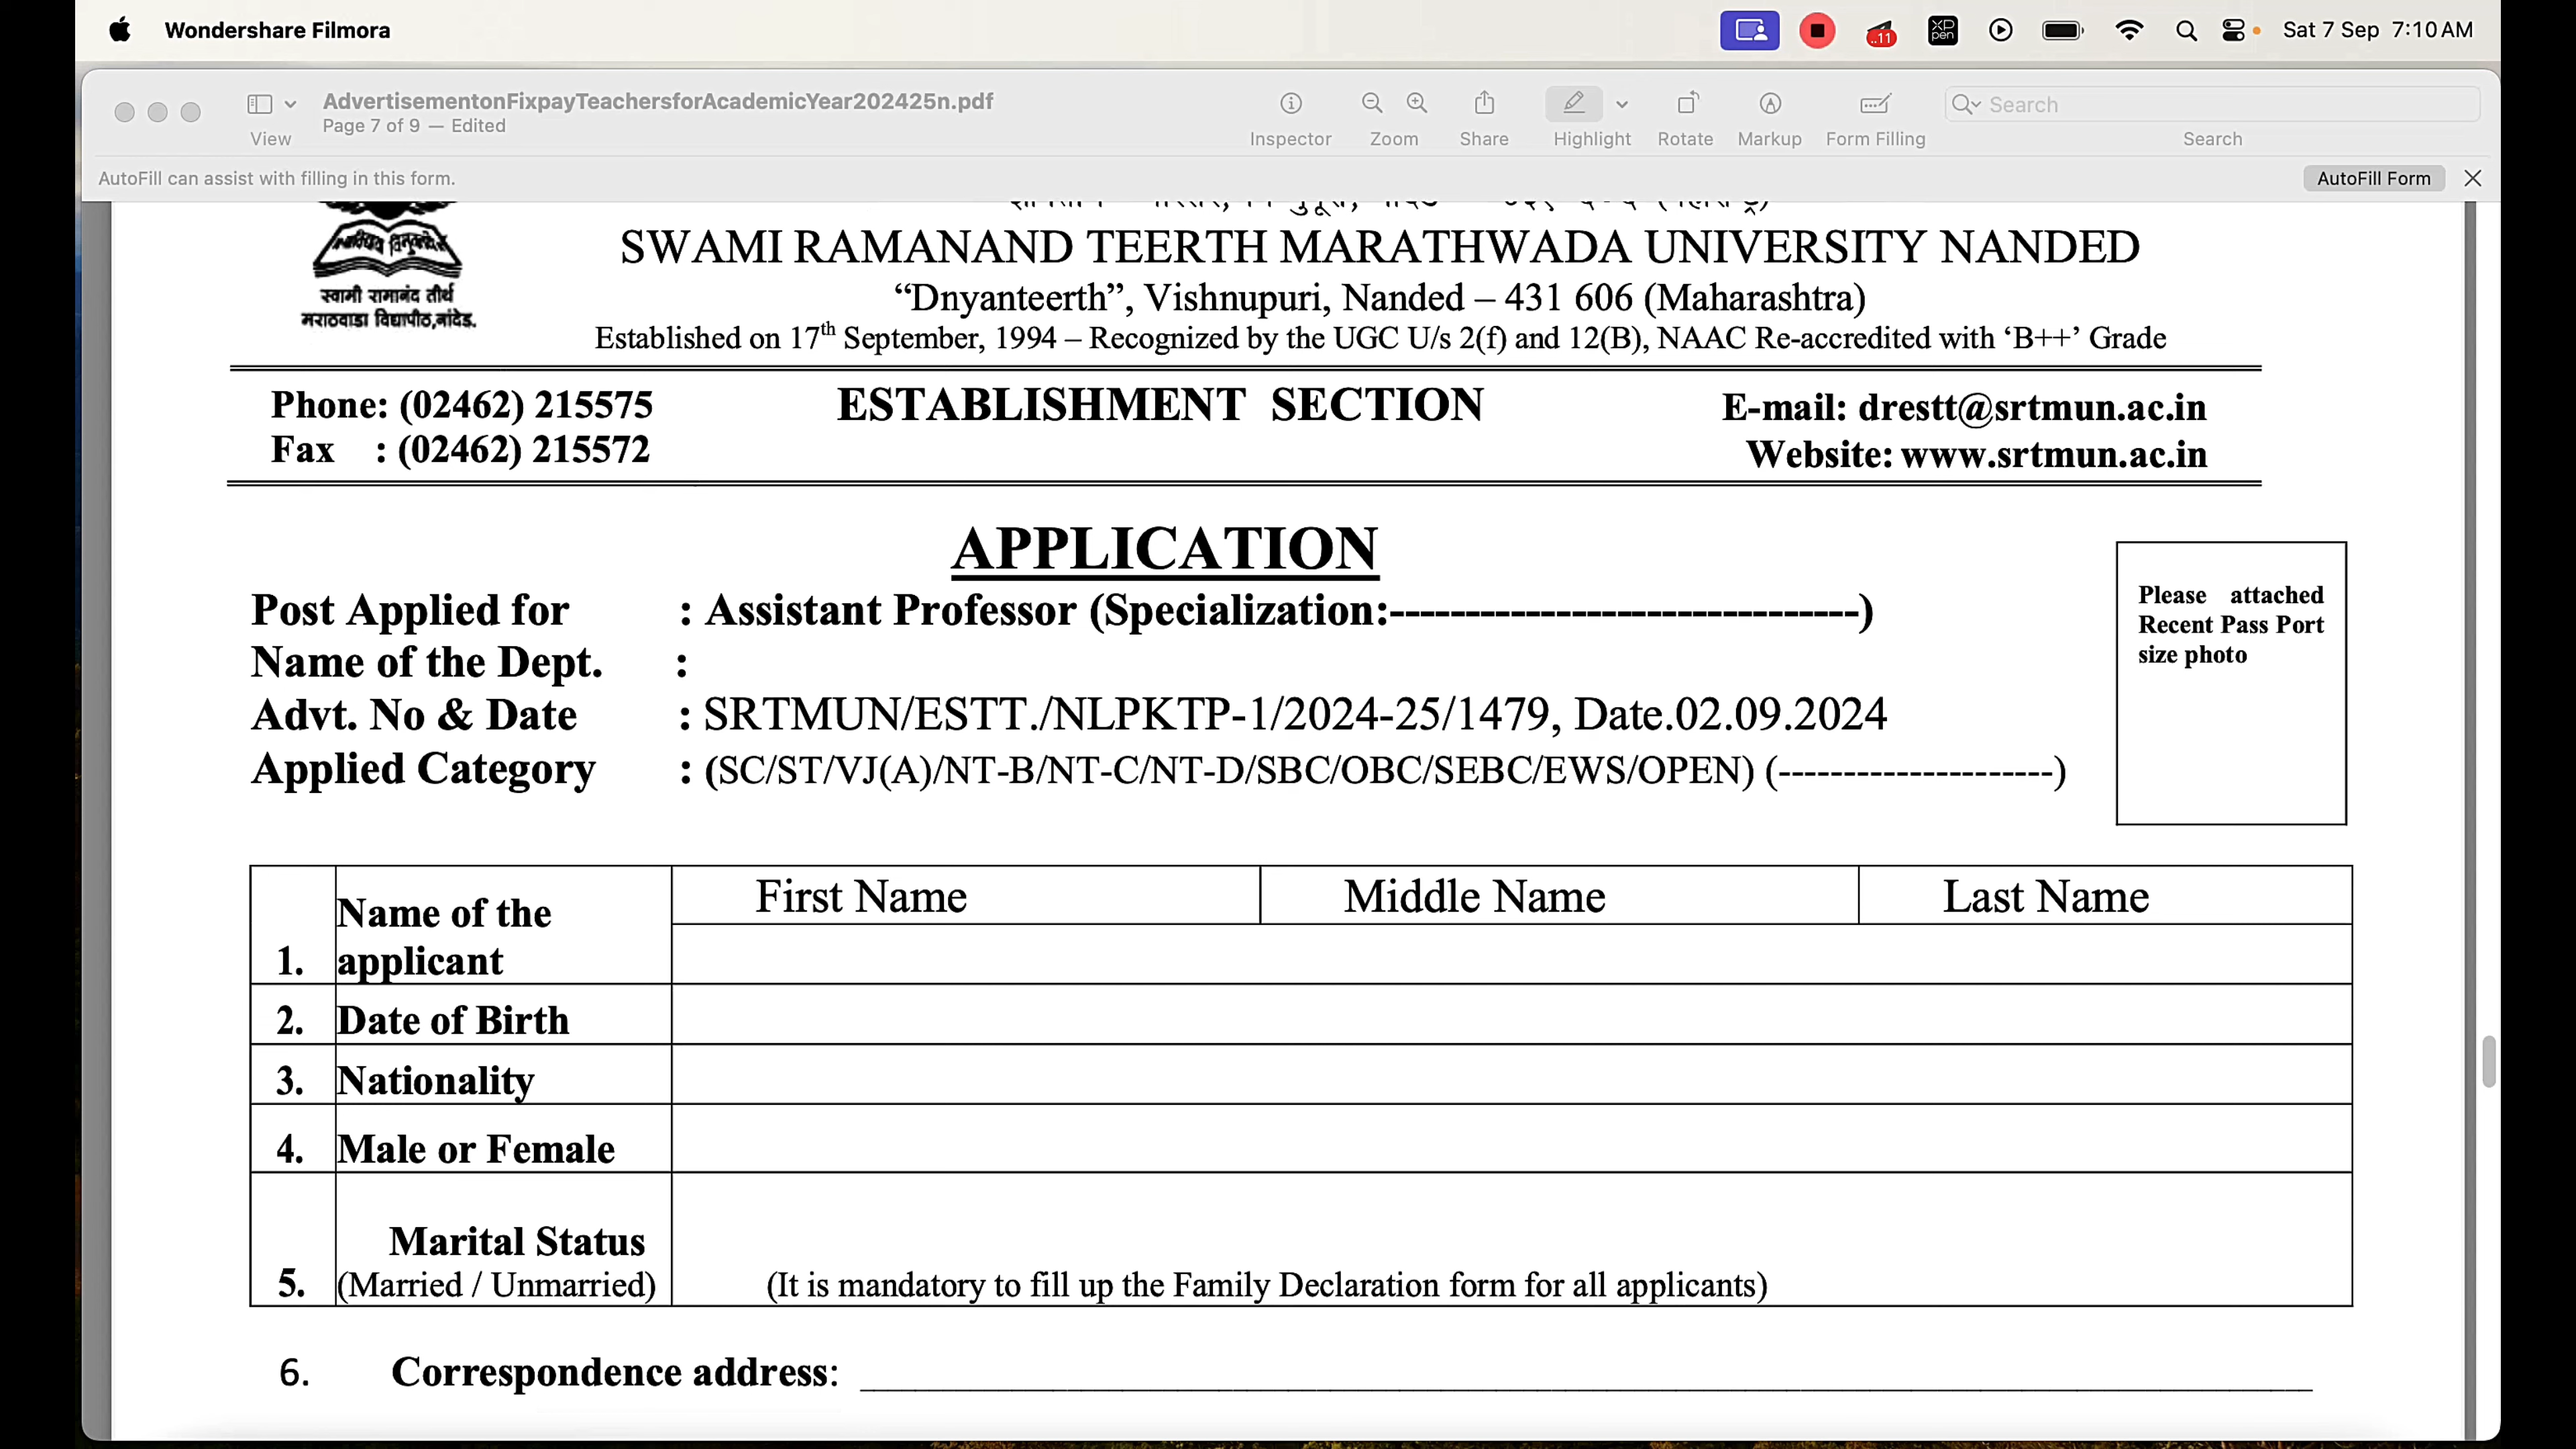 Wondershare Filmora
..11
XP pen
Sat 7 Sep 7:10 AM
AdvertisementonFixpayTeachersforAcademicYear202425n.pdf
Page 7 of 9 — Edited
View
Inspector
Zoom
Share
Highlight
Rotate
Markup
Form Filling
Search
Search
AutoFill can assist with filling in this form.
AutoFill Form
स्वामी रामानंद तीर्थ
मराठवाडा विद्यापीठ,नांदेड.
SWAMI RAMANAND TEERTH MARATHWADA UNIVERSITY NANDED
“Dnyanteerth”, Vishnupuri, Nanded – 431 606 (Maharashtra)
Established on 17th September, 1994 – Recognized by the UGC U/s 2(f) and 12(B), NAAC Re-accredited with ‘B++’ Grade
Phone: (02462) 215575
Fax : (02462) 215572
ESTABLISHMENT SECTION
E-mail: drestt@srtmun.ac.in
Website: www.srtmun.ac.in
APPLICATION
Please attached
Recent Pass Port
size photo
Post Applied for : Assistant Professor (Specialization:-------------------------------)
Name of the Dept. :
Advt. No & Date : SRTMUN/ESTT./NLPKTP-1/2024-25/1479, Date.02.09.2024
Applied Category : (SC/ST/VJ(A)/NT-B/NT-C/NT-D/SBC/OBC/SEBC/EWS/OPEN) (---------------------)
First Name Middle Name Last Name
1. Name of the
applicant
2. Date of Birth
3. Nationality
4. Male or Female
5. Marital Status
(Married / Unmarried) (It is mandatory to fill up the Family Declaration form for all applicants)
6. Correspondence address: ____________________